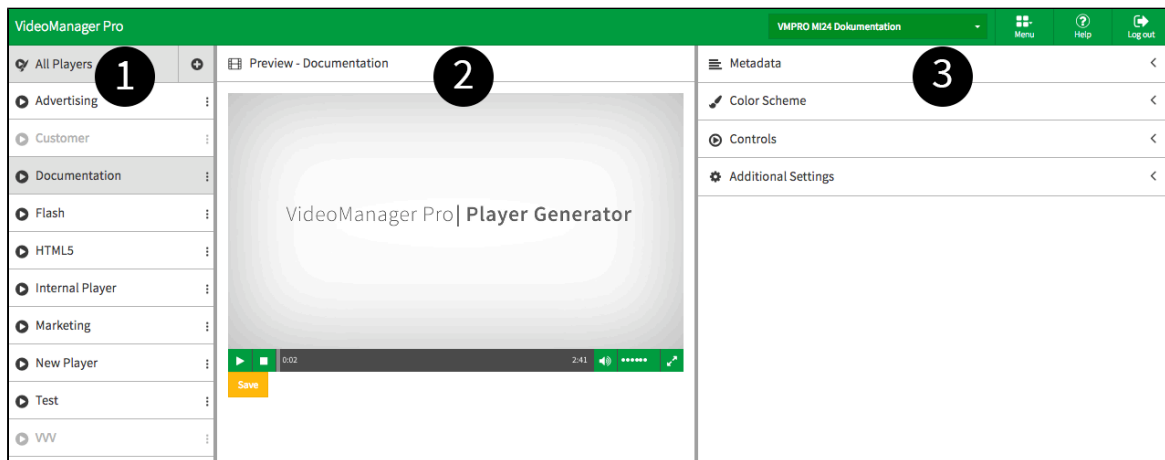 VideoManager Pro
VMPRO MI24 Dokumentation
Menu
Help
Log out
All Players
1
Advertising
Customer
Documentation
Flash
HTML5
Internal Player
Marketing
New Player
Test
VVV
Preview - Documentation
2
VideoManager Pro| Player Generator
0:02
2:41
Save
Metadata
3
Color Scheme
Controls
Additional Settings